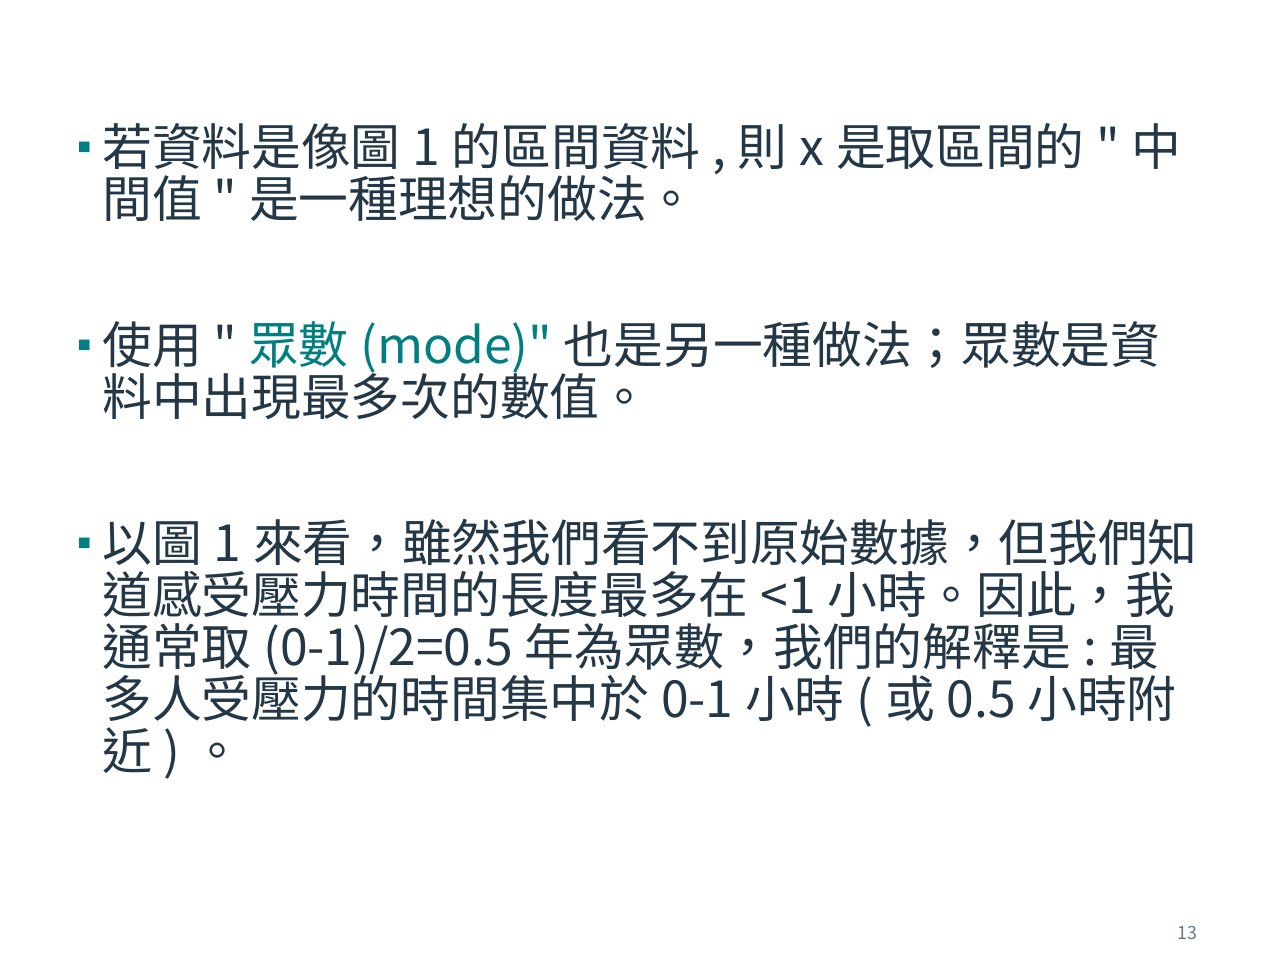 ▪若資料是像圖 1 的區間資料 , 則 x 是取區間的 " 中
間值 " 是一種理想的做法。
▪使用 " 眾數 (mode)" 也是另一種做法；眾數是資
料中出現最多次的數值。
▪以圖 1 來看，雖然我們看不到原始數據，但我們知
道感受壓力時間的長度最多在 <1 小時。因此，我
通常取 (0-1)/2=0.5 年為眾數，我們的解釋是 : 最
多人受壓力的時間集中於 0-1 小時 ( 或 0.5 小時附
近 ) 。
13